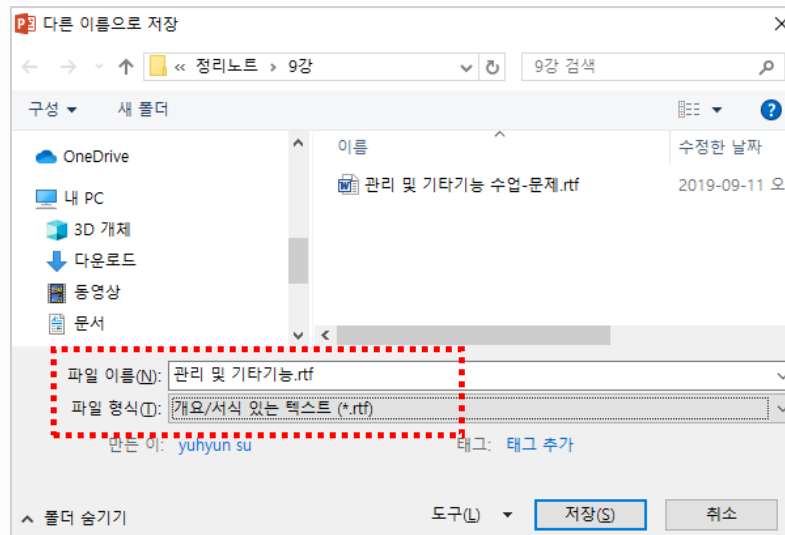 다른 이름으로 저장
« 정리노트 › 9강
9강 검색
구성
새 폴더
이름
수정한 날짜
OneDrive
관리 및 기타기능 수업-문제.rtf
2019-09-11 오
내 PC
3D 개체
다운로드
동영상
문서
파일 이름(N): 관리 및 기타기능.rtf
파일 형식(T): 개요/서식 있는 텍스트 (*.rtf)
만든 이: yuhyun su
태그: 태그 추가
폴더 숨기기
도구(L)
저장(S)
취소